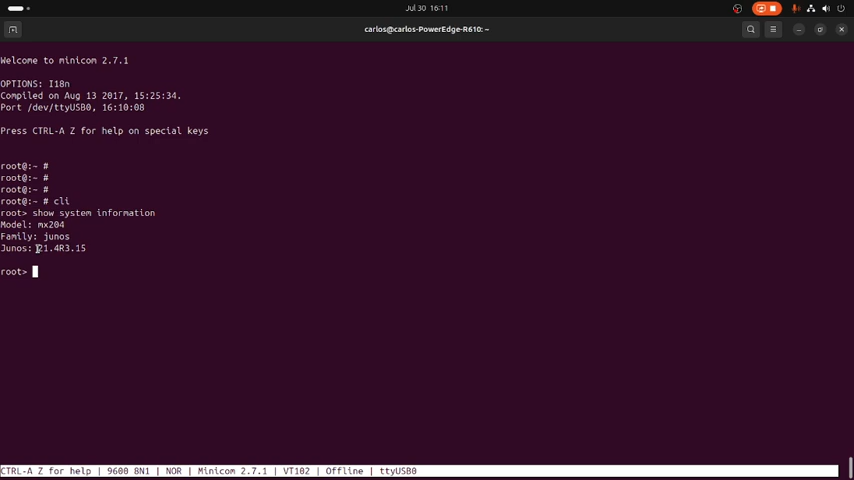 Jul 30 16:11
carlos@carlos-PowerEdge-R610: ~
Welcome to minicom 2.7.1
OPTIONS: I18n
Compiled on Aug 13 2017, 15:25:34.
Port /dev/ttyUSB0, 16:10:08
Press CTRL-A Z for help on special keys
root@:~ #
root@:~ #
root@:~ #
root@:~ # cli
root> show system information
Model: mx204
Family: junos
Junos: 21.4R3.15
root>
CTRL-A Z for help | 9600 8N1 | NOR | Minicom 2.7.1 | VT102 | Offline | ttyUSB0